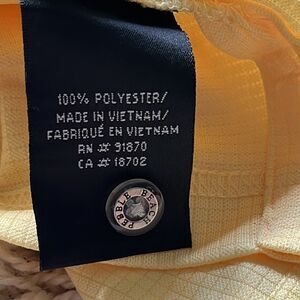 100% POLYESTER/
MADE IN VIETNAM/
FABRIQUÉ EN VIETNAM
RN # 91870
CA # 18702
PEBBLE BEACH